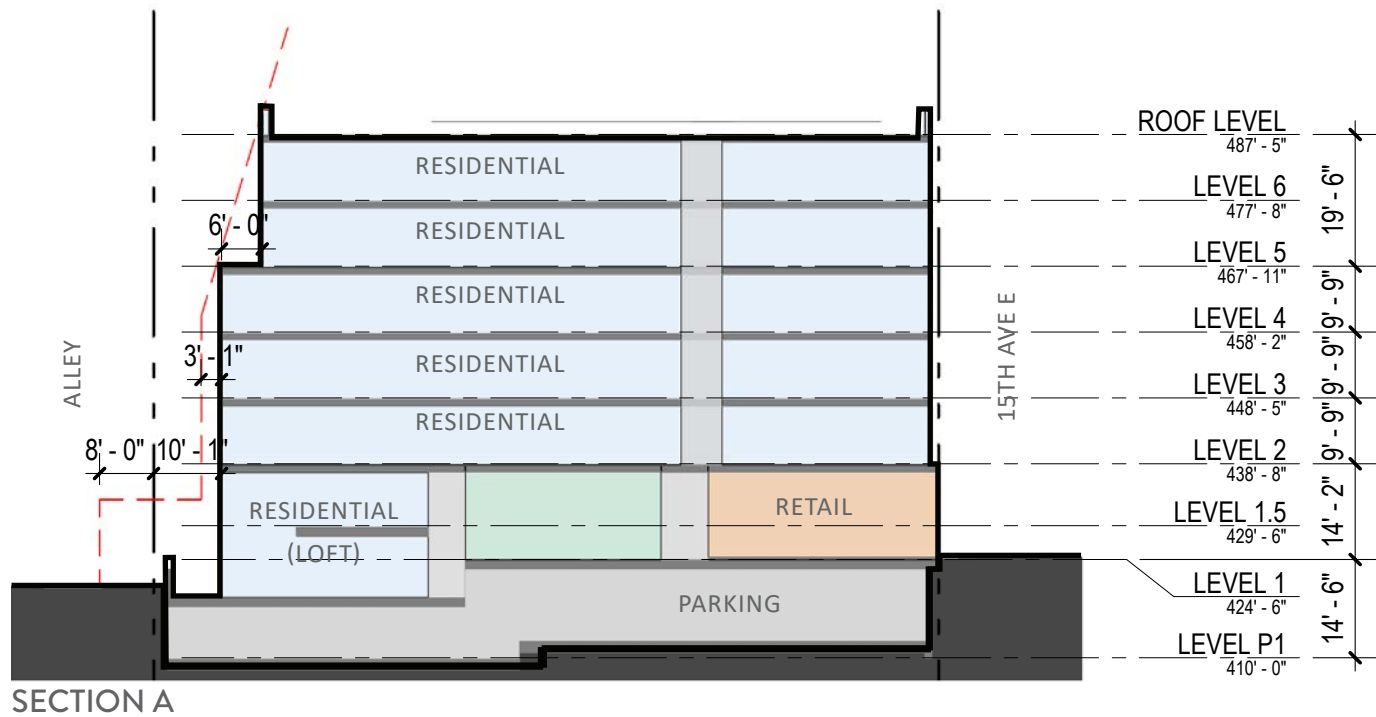 ROOF LEVEL
487' - 5"
RESIDENTIAL
LEVEL 6
477' - 8"
19' - 6"
6' - 0"
RESIDENTIAL
LEVEL 5
467' - 11"
RESIDENTIAL
9' - 9"
LEVEL 4
458' - 2"
3' - 1"
ALLEY
RESIDENTIAL
15TH AVE E
9' - 9"
LEVEL 3
448' - 5"
RESIDENTIAL
9' - 9"
8' - 0"
10' - 1"
LEVEL 2
438' - 8"
RESIDENTIAL
(LOFT)
RETAIL
14' - 2"
LEVEL 1.5
429' - 6"
LEVEL 1
424' - 6"
PARKING
14' - 6"
LEVEL P1
410' - 0"
SECTION A